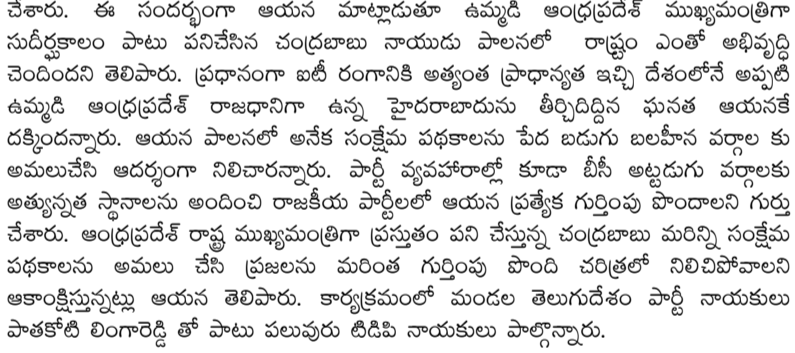 చేశారు. ఈ సందర్భంగా ఆయన మాట్లాడుతూ ఉమ్మడి ఆంధ్రప్రదేశ్ ముఖ్యమంత్రిగా
సుదీర్ఘకాలం పాటు పనిచేసిన చంద్రబాబు నాయుడు పాలనలో రాష్ట్రం ఎంతో అభివృద్ధి
చెందిందని తెలిపారు. ప్రధానంగా ఐటీ రంగానికి అత్యంత ప్రాధాన్యత ఇచ్చి దేశంలోనే అప్పటి
ఉమ్మడి ఆంధ్రప్రదేశ్ రాజధానిగా ఉన్న హైదరాబాదును తీర్చిదిద్దిన ఘనత ఆయనకే
దక్కిందన్నారు. ఆయన పాలనలో అనేక సంక్షేమ పథకాలను పేద బడుగు బలహీన వర్గాల కు
అమలుచేసి ఆదర్శంగా నిలిచారన్నారు. పార్టీ వ్యవహారాల్లో కూడా బీసీ అట్టడుగు వర్గాలకు
అత్యున్నత స్థానాలను అందించి రాజకీయ పార్టీలలో ఆయన ప్రత్యేక గుర్తింపు పొందాలని గుర్తు
చేశారు. ఆంధ్రప్రదేశ్ రాష్ట్ర ముఖ్యమంత్రిగా ప్రస్తుతం పని చేస్తున్న చంద్రబాబు మరిన్ని సంక్షేమ
పథకాలను అమలు చేసి ప్రజలను మరింత గుర్తింపు పొంది చరిత్రలో నిలిచిపోవాలని
ఆకాంక్షిస్తున్నట్లు ఆయన తెలిపారు. కార్యక్రమంలో మండల తెలుగుదేశం పార్టీ నాయకులు
పాతకోటి లింగారెడ్డి తో పాటు పలువురు టిడిపి నాయకులు పాల్గొన్నారు.